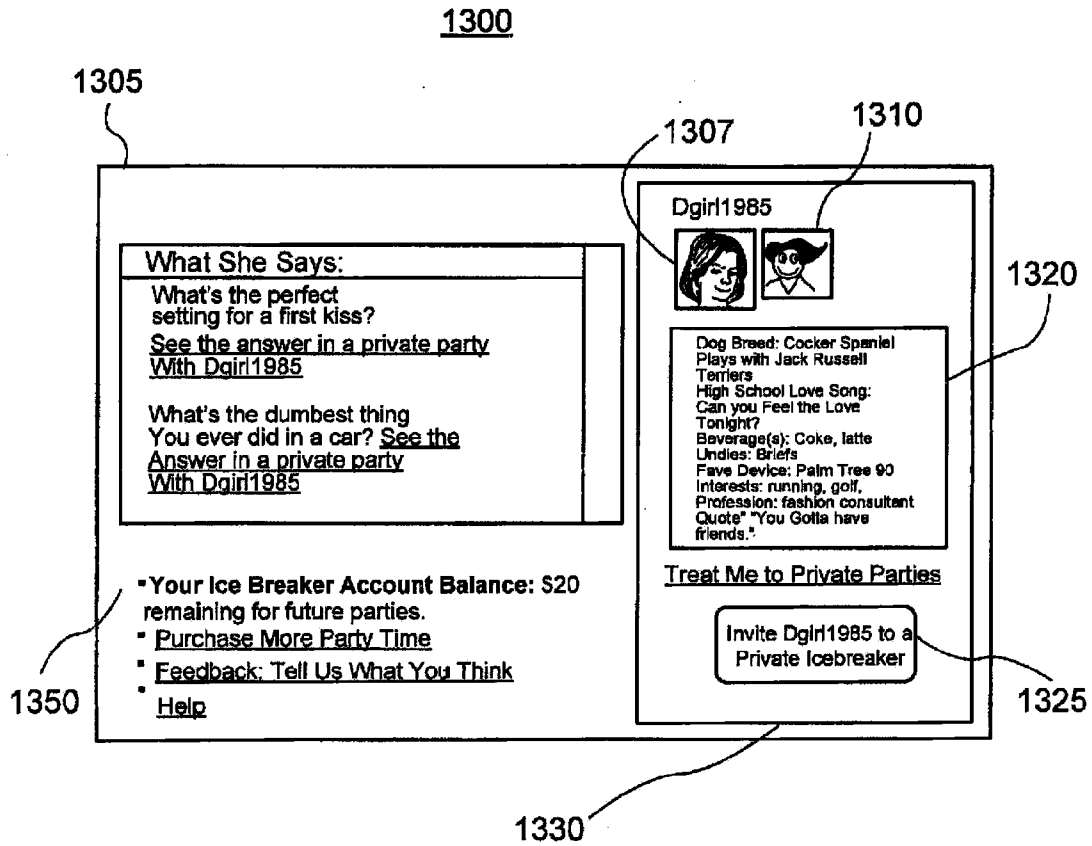 1300
1305
1307
1310
Dgirl1985
What She Says:
What's the perfect
setting for a first kiss?
See the answer in a private party
With Dgirl1985
What's the dumbest thing
You ever did in a car? See the
Answer in a private party
With Dgirl1985
1320
Dog Breed: Cocker Spaniel
Plays with Jack Russell
Terriers
High School Love Song:
Can you Feel the Love
Tonight?
Beverage(s): Coke, latte
Undies: Briefs
Fave Device: Palm Tree 90
Interests: running, golf,
Profession: fashion consultant
Quote" "You Gotta have
friends."
Treat Me to Private Parties
Invite Dgirl1985 to a
Private Icebreaker
1325
▪Your Ice Breaker Account Balance: $20
remaining for future parties.
▪ Purchase More Party Time
▪ Feedback: Tell Us What You Think
▪ Help
1350
1330